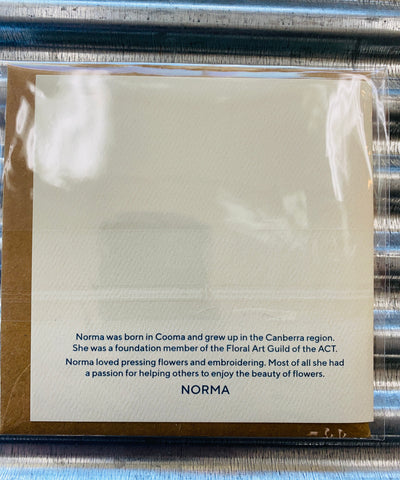 Norma was born in Cooma and grew up in the Canberra region.
She was a foundation member of the Floral Art Guild of the ACT.
Norma loved pressing flowers and embroidering. Most of all she had
a passion for helping others to enjoy the beauty of flowers.
NORMA